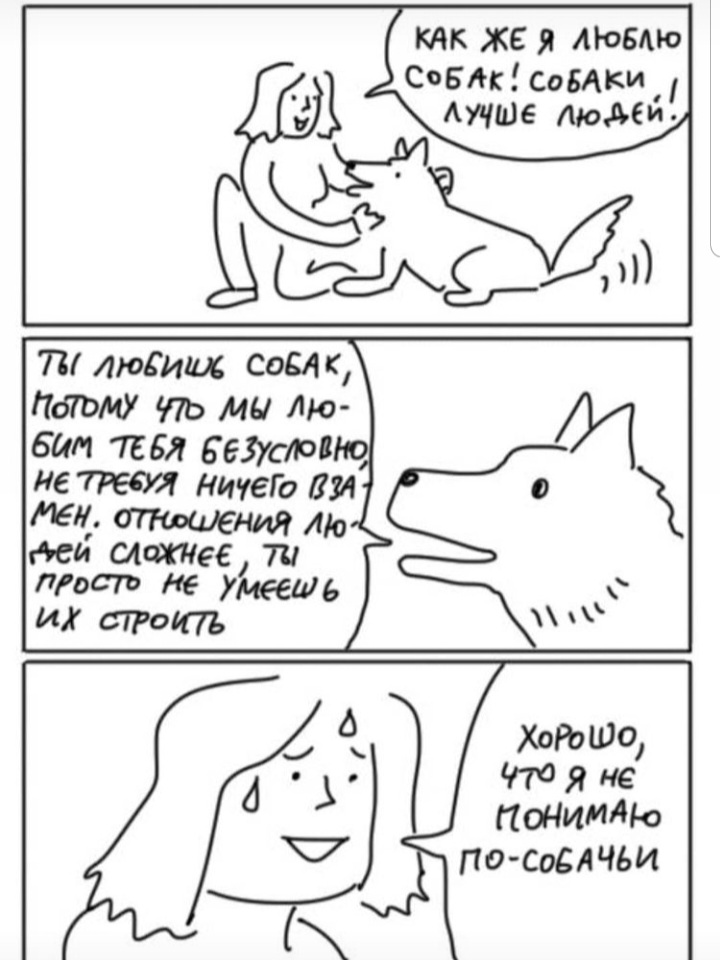 КАК ЖЕ Я ЛЮБЛЮ
СОБАК! СОБАКИ
ЛУЧШЕ ЛЮДЕЙ!
ТЫ ЛЮБИШЬ СОБАК,
ПОТОМУ ЧТО МЫ ЛЮ-
БИМ ТЕБЯ БЕЗУСЛОВНО,
НЕ ТРЕБУЯ НИЧЕГО ВЗА-
МЕН. ОТНОШЕНИЯ ЛЮ-
ДЕЙ СЛОЖНЕЕ, ТЫ
ПРОСТО НЕ УМЕЕШЬ
ИХ СТРОИТЬ
ХОРОШО,
ЧТО Я НЕ
ПОНИМАЮ
ПО-СОБАЧЬИ